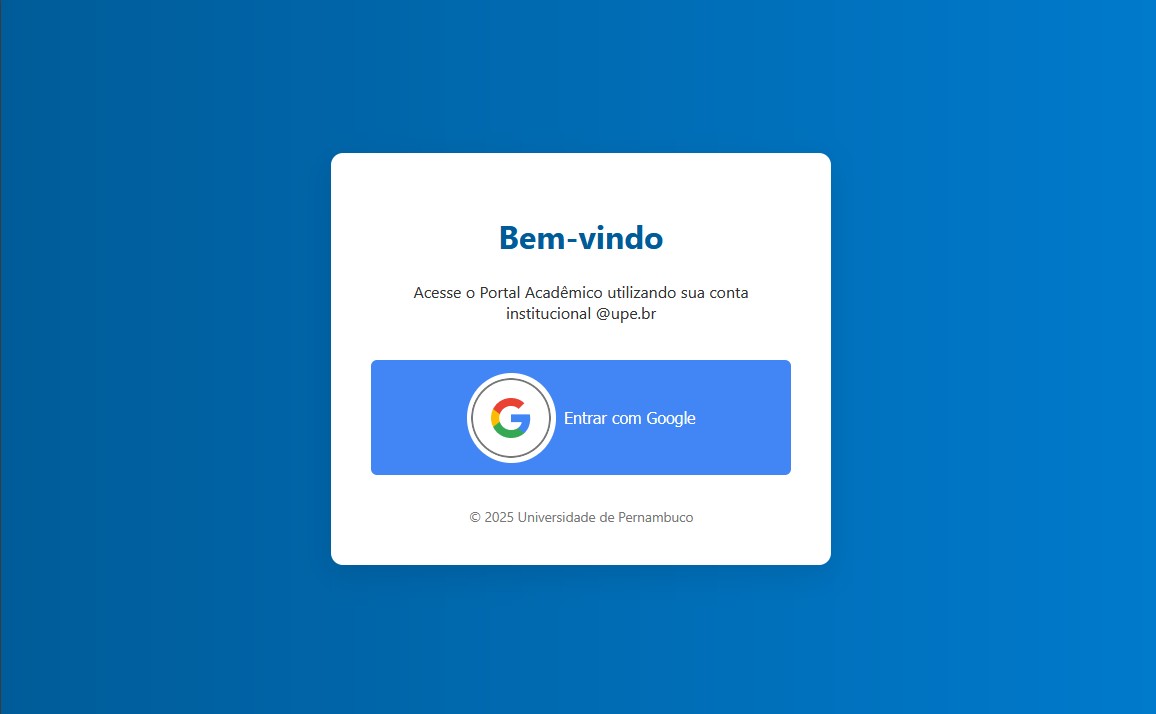 Bem-vindo
Acesse o Portal Acadêmico utilizando sua conta
institucional @upe.br
Entrar com Google
© 2025 Universidade de Pernambuco